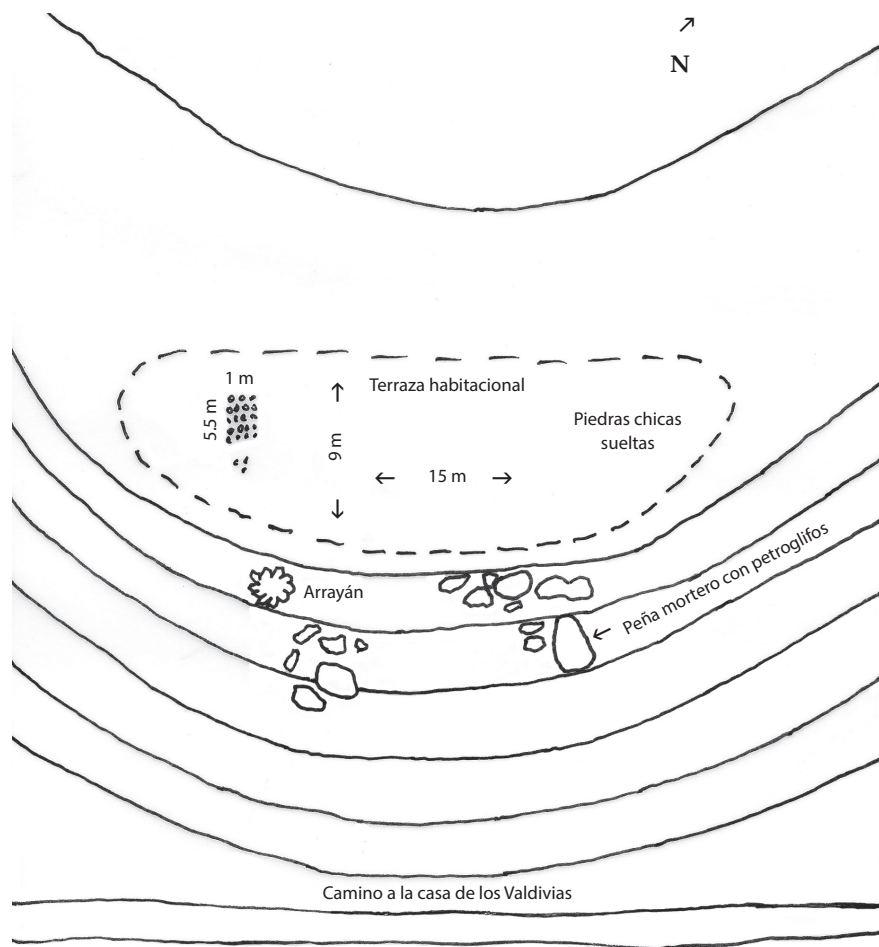 N
1 m
5.5 m
9 m
Terraza habitacional
Piedras chicas
sueltas
15 m
Arrayán
Peña mortero con petroglifos
Camino a la casa de los Valdivias